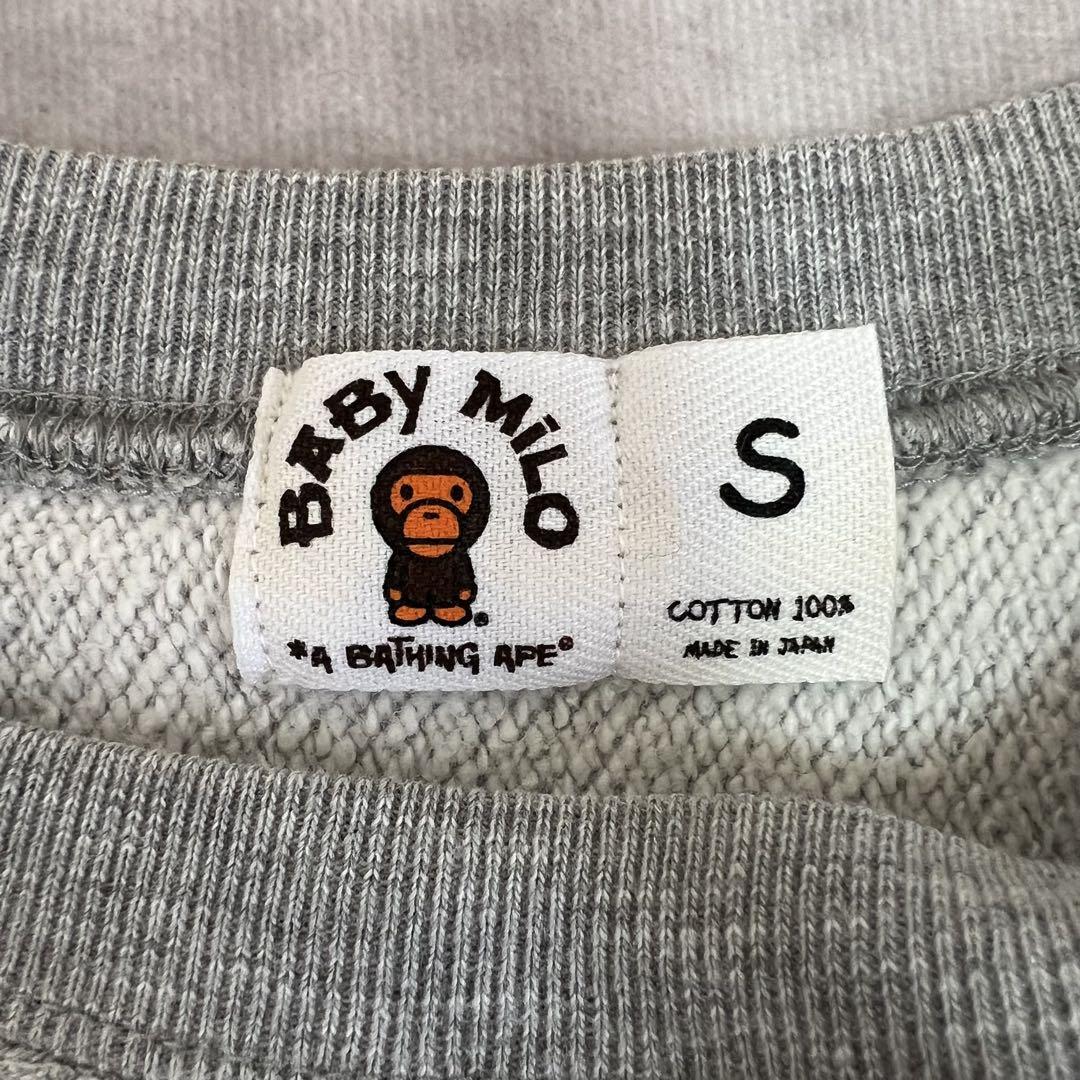 BABY MiLO
®
*A BATHING APE®
S
COTTON 100%
MADE IN JAPAN